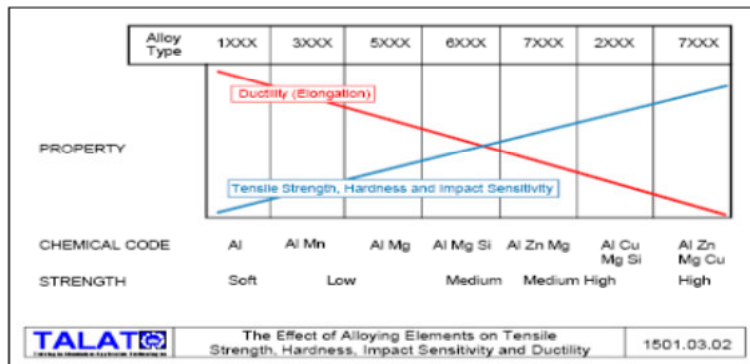 Alloy Type 1XXX 3XXX 5XXX 6XXX 7XXX 2XXX 7XXX
Ductility (Elongation)
PROPERTY
Tensile Strength, Hardness and Impact Sensitivity
CHEMICAL CODE Al Al Mn Al Mg Al Mg Si Al Zn Mg Al Cu Mg Si Al Zn Mg Cu
STRENGTH Soft Low Medium Medium High High
TALAT
The Effect of Alloying Elements on Tensile
Strength, Hardness, Impact Sensitivity and Ductility
1501.03.02